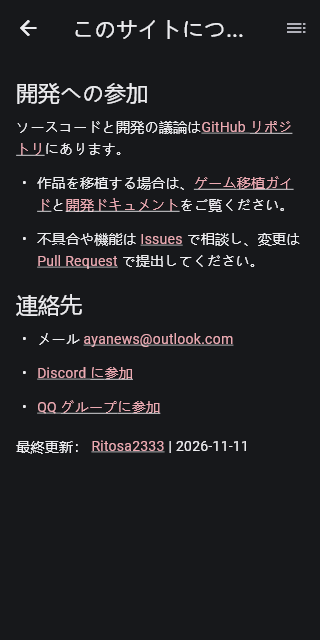 このサイトにつ...
開発への参加
ソースコードと開発の議論はGitHub リポジ
トリにあります。
・ 作品を移植する場合は、ゲーム移植ガイ
ドと開発ドキュメントをご覧ください。
・ 不具合や機能は Issues で相談し、変更は
Pull Request で提出してください。
連絡先
・ メール ayanews@outlook.com
・ Discord に参加
・ QQ グループに参加
最終更新： Ritosa2333 | 2026-11-11